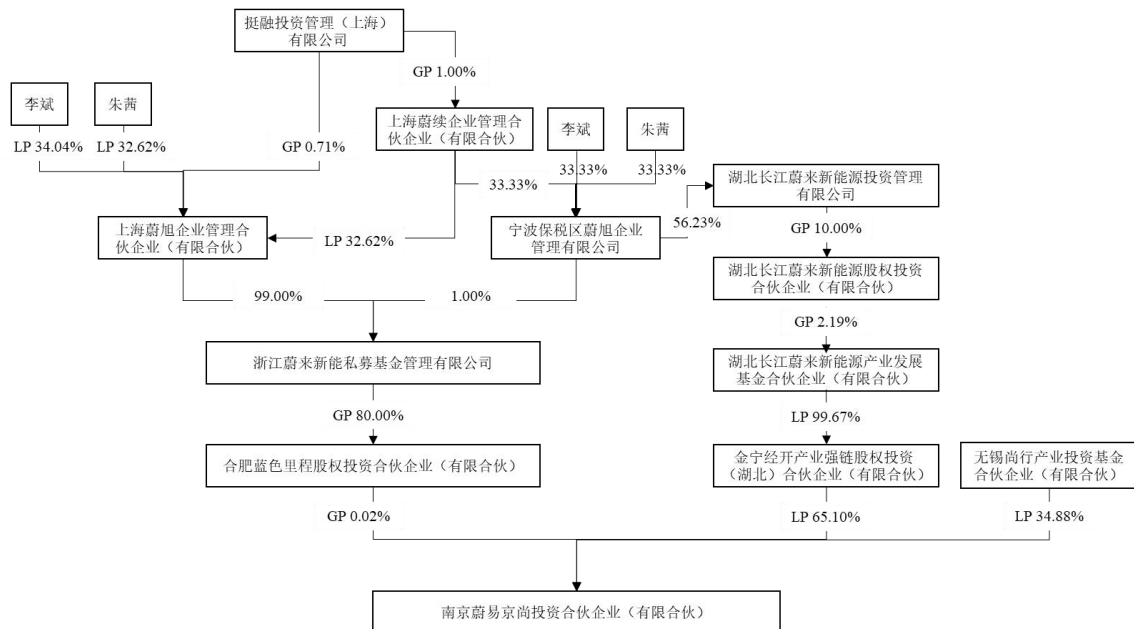 挺融投资管理（上海）
有限公司
GP 1.00%
李斌
朱茜
上海蔚续企业管理合
伙企业（有限合伙）
李斌
朱茜
LP 34.04%
LP 32.62%
GP 0.71%
33.33%
33.33%
33.33%
湖北长江蔚来新能源投资管理
有限公司
56.23%
上海蔚旭企业管理合
伙企业（有限合伙）
LP 32.62%
宁波保税区蔚旭企业
管理有限公司
GP 10.00%
湖北长江蔚来新能源股权投资
合伙企业（有限合伙）
99.00%
1.00%
GP 2.19%
浙江蔚来新能私募基金管理有限公司
湖北长江蔚来新能源产业发展
基金合伙企业（有限合伙）
GP 80.00%
LP 99.67%
合肥蓝色里程股权投资合伙企业（有限合伙）
金宁经开产业强链股权投资
（湖北）合伙企业（有限合伙）
无锡尚行产业投资基金
合伙企业（有限合伙）
GP 0.02%
LP 65.10%
LP 34.88%
南京蔚易京尚投资合伙企业（有限合伙）